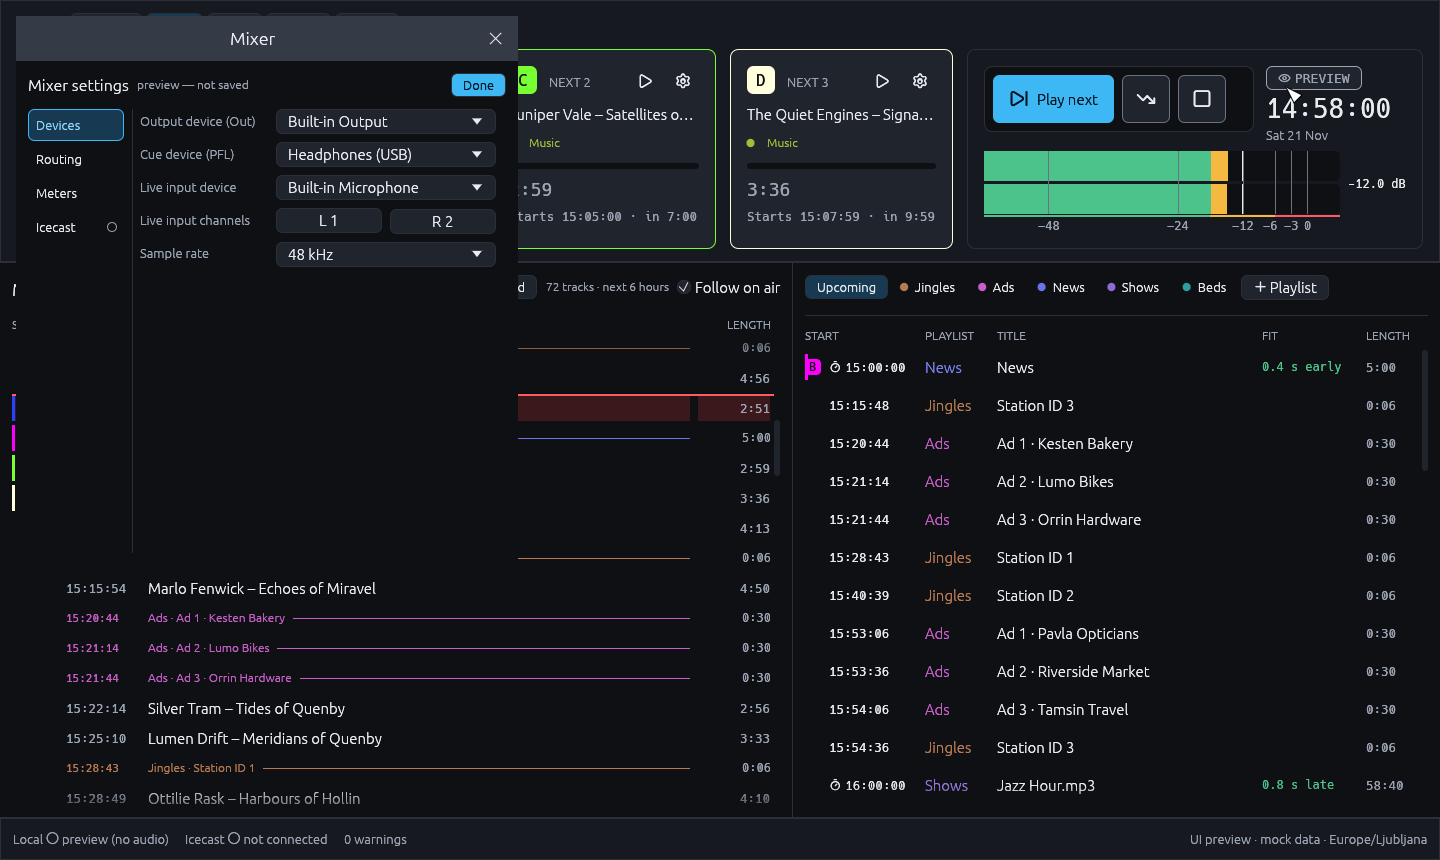 Mixer
Mixer settings preview — not saved Done
Devices
Routing
Meters
Icecast
Output device (Out) Built-in Output
Cue device (PFL) Headphones (USB)
Live input device Built-in Microphone
Live input channels L 1 R 2
Sample rate 48 kHz
C NEXT 2
uniper Vale – Satellites o…
Music
:59
tarts 15:05:00 · in 7:00
D NEXT 3
The Quiet Engines – Signa…
Music
3:36
Starts 15:07:59 · in 9:59
Play next
PREVIEW
14:58:00
Sat 21 Nov
-12.0 dB
-48 -24 -12 -6 -3 0
d 72 tracks · next 6 hours Follow on air
LENGTH
0:06
4:56
2:51
5:00
2:59
3:36
4:13
0:06
15:15:54 Marlo Fenwick – Echoes of Miravel 4:50
15:20:44 Ads · Ad 1 · Kesten Bakery 0:30
15:21:14 Ads · Ad 2 · Lumo Bikes 0:30
15:21:44 Ads · Ad 3 · Orrin Hardware 0:30
15:22:14 Silver Tram – Tides of Quenby 2:56
15:25:10 Lumen Drift – Meridians of Quenby 3:33
15:28:43 Jingles · Station ID 1 0:06
15:28:49 Ottilie Rask – Harbours of Hollin 4:10
Upcoming Jingles Ads News Shows Beds + Playlist
START PLAYLIST TITLE FIT LENGTH
B 15:00:00 News News 0.4 s early 5:00
15:15:48 Jingles Station ID 3 0:06
15:20:44 Ads Ad 1 · Kesten Bakery 0:30
15:21:14 Ads Ad 2 · Lumo Bikes 0:30
15:21:44 Ads Ad 3 · Orrin Hardware 0:30
15:28:43 Jingles Station ID 1 0:06
15:40:39 Jingles Station ID 2 0:06
15:53:06 Ads Ad 1 · Pavla Opticians 0:30
15:53:36 Ads Ad 2 · Riverside Market 0:30
15:54:06 Ads Ad 3 · Tamsin Travel 0:30
15:54:36 Jingles Station ID 3 0:06
16:00:00 Shows Jazz Hour.mp3 0.8 s late 58:40
Local preview (no audio) Icecast not connected 0 warnings
UI preview · mock data · Europe/Ljubljana